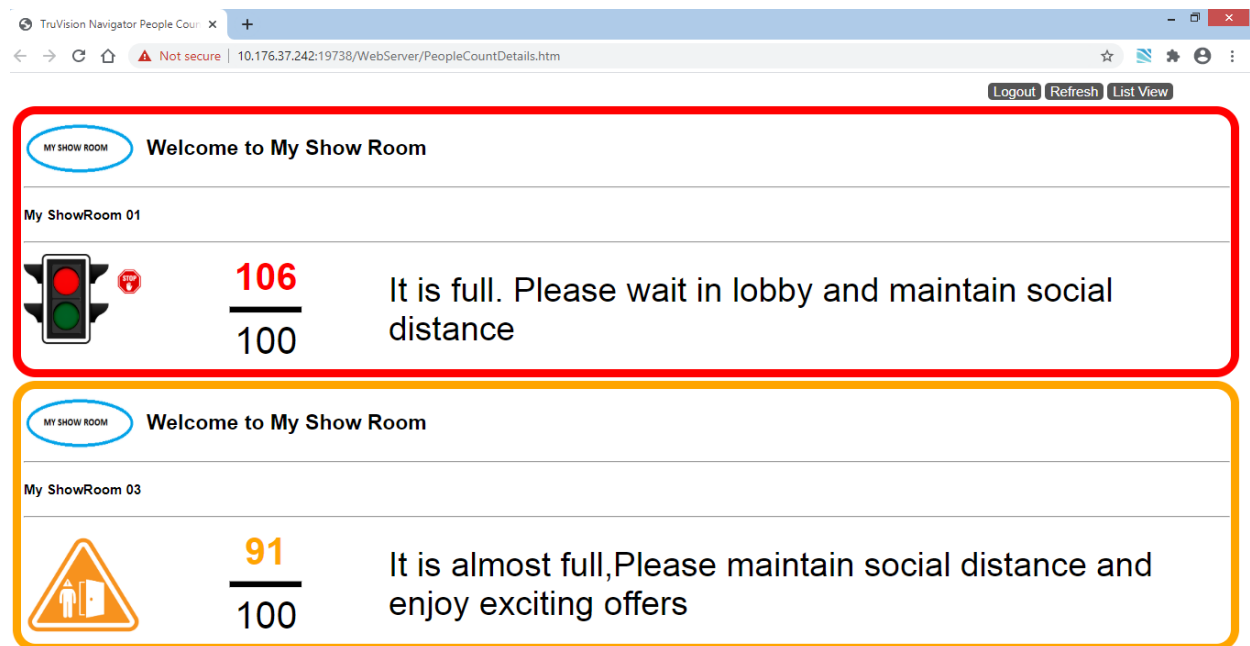 TruVision Navigator People Coun
Not secure | 10.176.37.242:19738/WebServer/PeopleCountDetails.htm
Logout Refresh List View
MY SHOW ROOM Welcome to My Show Room
My ShowRoom 01
STOP
106
100
It is full. Please wait in lobby and maintain social
distance
MY SHOW ROOM Welcome to My Show Room
My ShowRoom 03
91
100
It is almost full,Please maintain social distance and
enjoy exciting offers